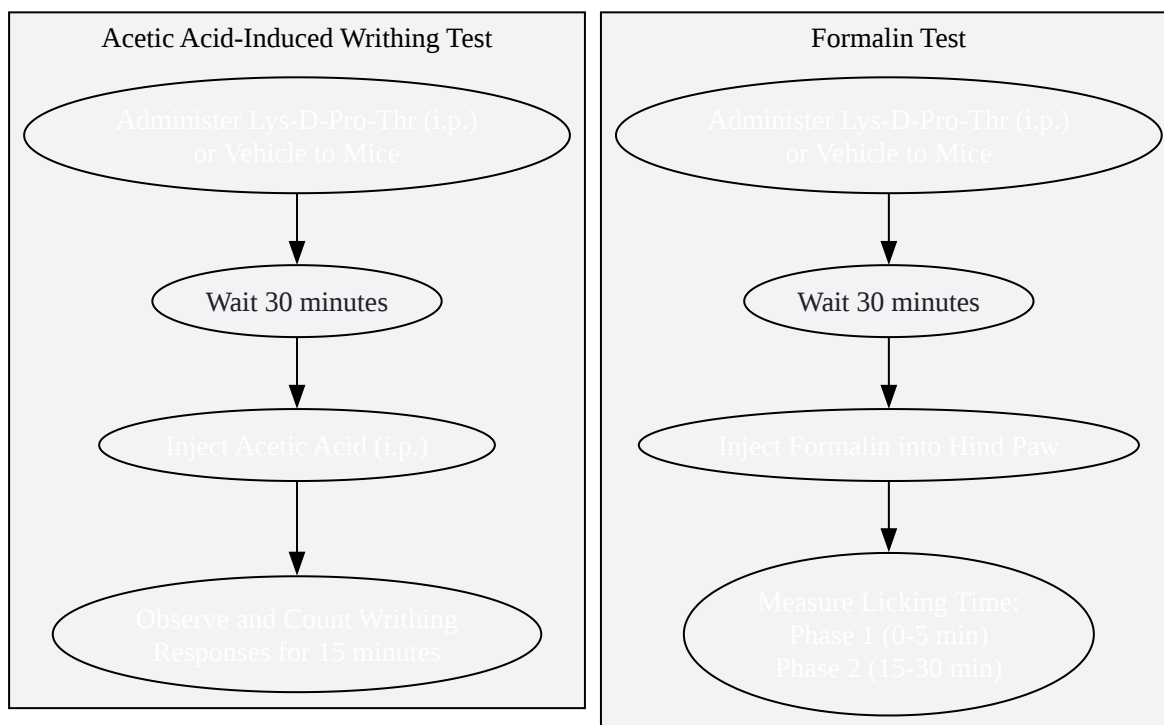 Acetic Acid-Induced Writhing Test
Administer Lys-D-Pro-Thr (i.p.)
or Vehicle to Mice
Wait 30 minutes
Inject Acetic Acid (i.p.)
Observe and Count Writhing
Responses for 15 minutes
Formalin Test
Administer Lys-D-Pro-Thr (i.p.)
or Vehicle to Mice
Wait 30 minutes
Inject Formalin into Hind Paw
Measure Licking Time:
Phase 1 (0-5 min)
Phase 2 (15-30 min)